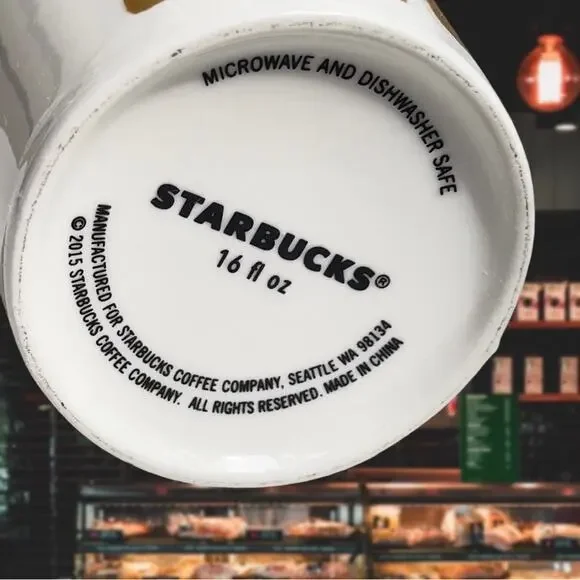 MICROWAVE AND DISHWASHER SAFE
STARBUCKS®
16 fl oz
MANUFACTURED FOR STARBUCKS COFFEE COMPANY, SEATTLE WA 98134
© 2015 STARBUCKS COFFEE COMPANY. ALL RIGHTS RESERVED. MADE IN CHINA